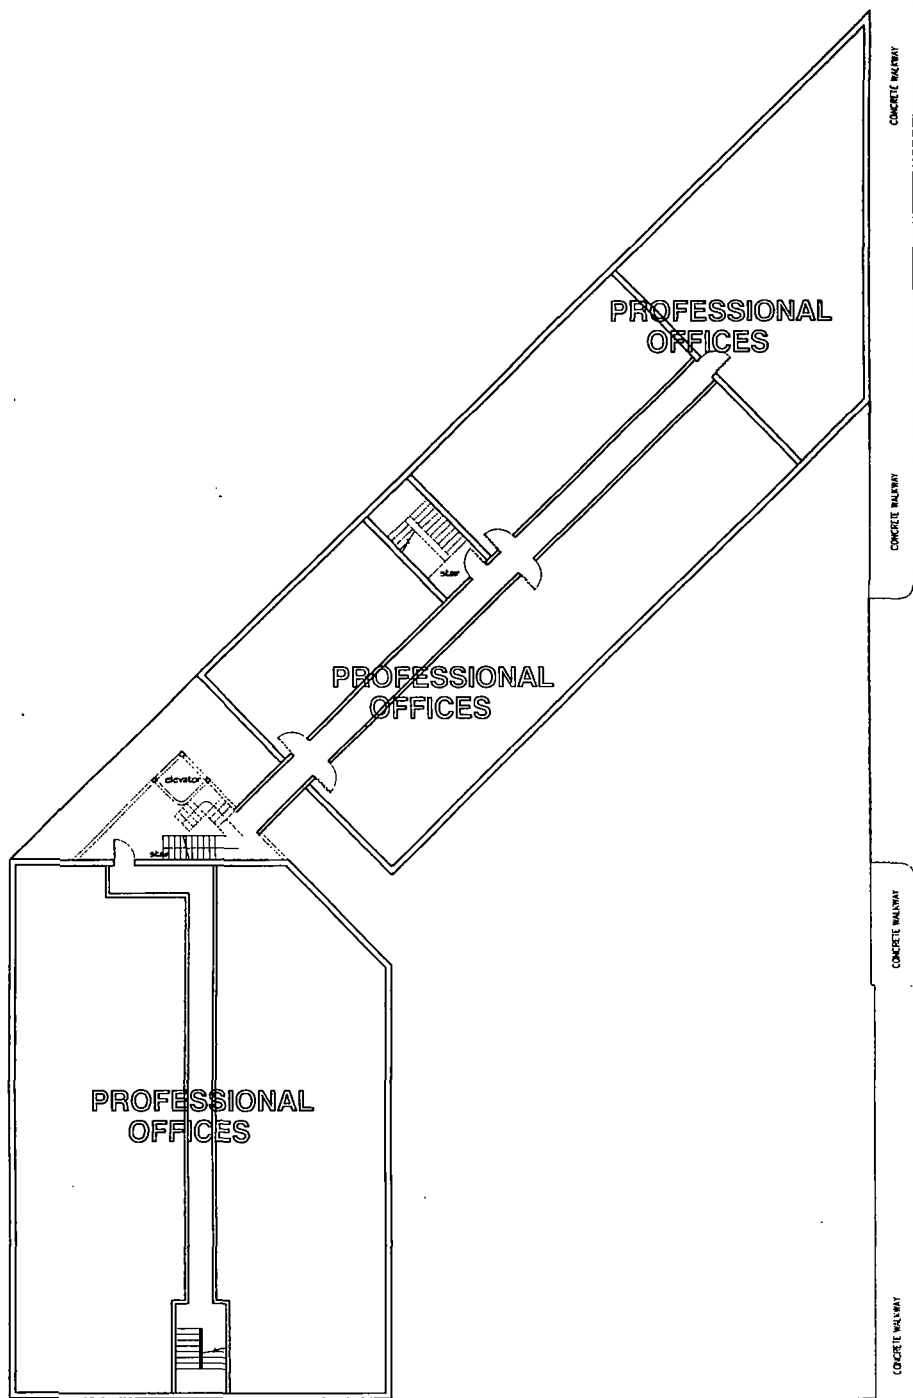 CONCRETE WALKWAY
PROFESSIONAL
OFFICES
CONCRETE WALKWAY
stair
PROFESSIONAL
OFFICES
elevator
stair
CONCRETE WALKWAY
PROFESSIONAL
OFFICES
CONCRETE WALKWAY